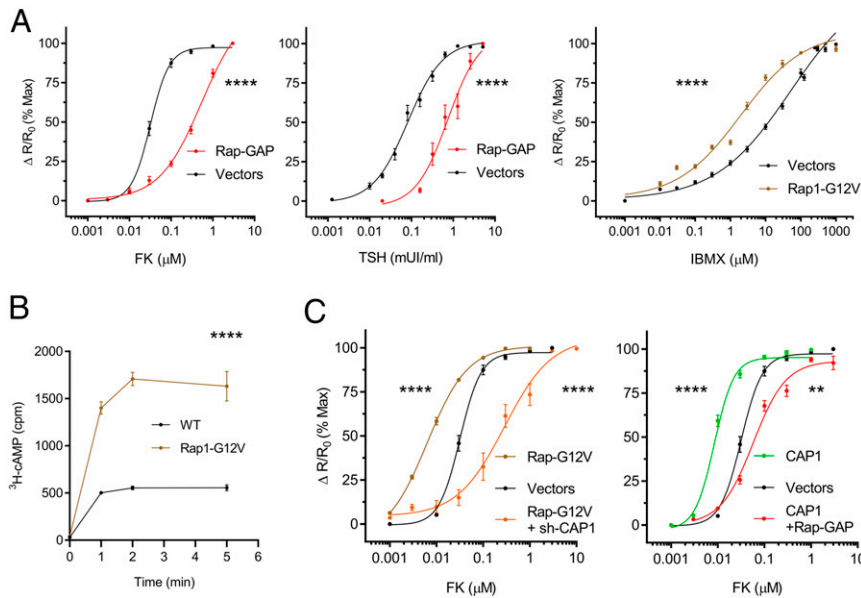 A
Δ R/R0 (% Max)
100
75
50
25
0
0.001 0.01 0.1 1 10
FK (μM)
****
Rap-GAP
Vectors
Δ R/R0 (% Max)
100
75
50
25
0
0.001 0.01 0.1 1 10
TSH (mUI/ml)
****
Rap-GAP
Vectors
Δ R/R0 (% Max)
100
75
50
25
0
0.001 0.01 0.1 1 10 100 1000
IBMX (μM)
****
Vectors
Rap1-G12V
B
3H-cAMP (cpm)
2000
1500
1000
500
0
0 1 2 3 4 5 6
Time (min)
****
WT
Rap1-G12V
C
Δ R/R0 (% Max)
100
75
50
25
0
0.001 0.01 0.1 1 10
FK (μM)
****
****
Rap-G12V
Vectors
Rap-G12V
+ sh-CAP1
100
75
50
25
0
0.001 0.01 0.1 1 10
FK (μM)
****
**
CAP1
Vectors
CAP1
+Rap-GAP